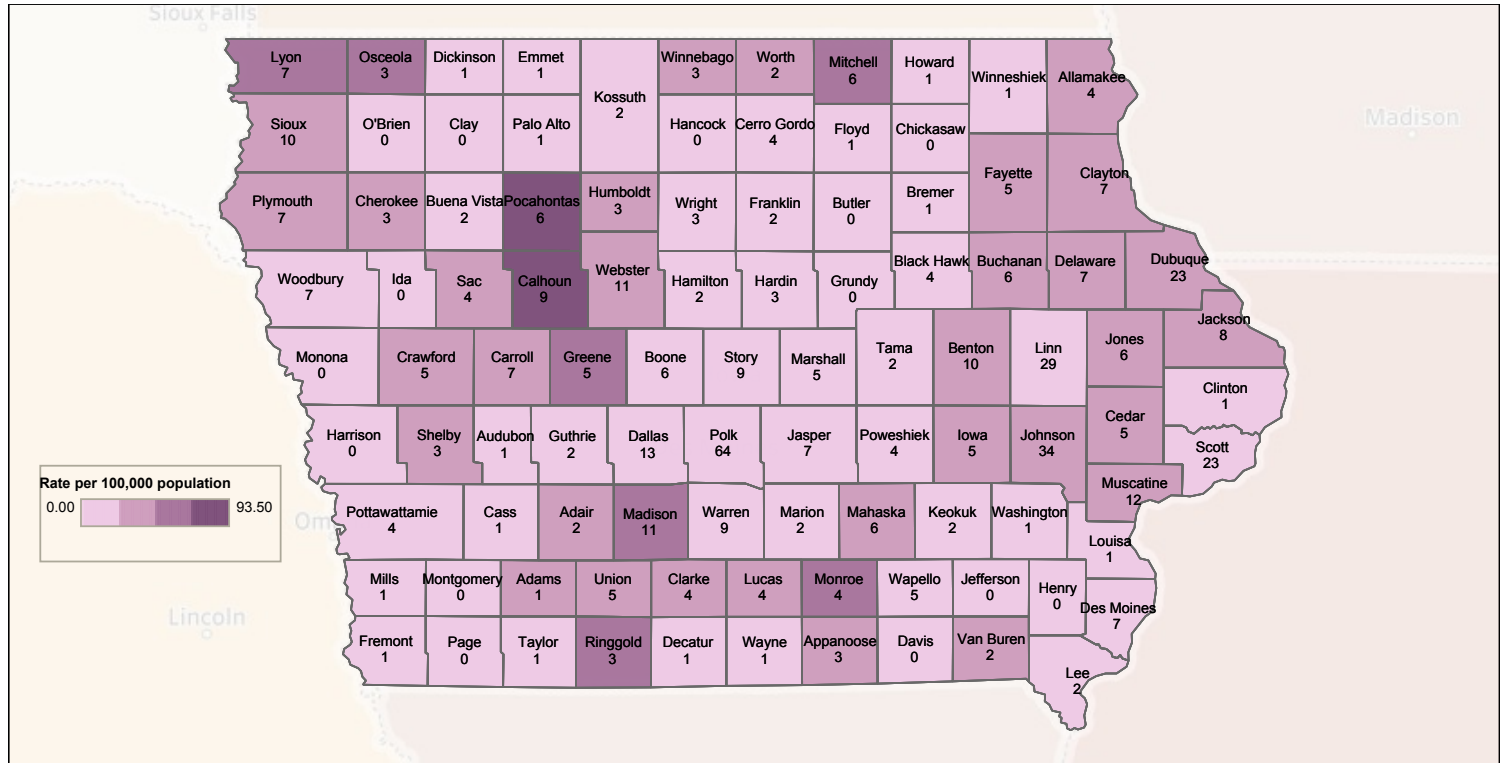 Sioux Falls
Lyon
7
Osceola
3
Dickinson
1
Emmet
1
Kossuth
2
Winnebago
3
Worth
2
Mitchell
6
Howard
1
Winneshiek
1
Allamakee
4
Madison
Sioux
10
O'Brien
0
Clay
0
Palo Alto
1
Hancock
0
Cerro Gordo
4
Floyd
1
Chickasaw
0
Plymouth
7
Cherokee
3
Buena Vista
2
Pocahontas
6
Humboldt
3
Wright
3
Franklin
2
Butler
0
Bremer
1
Fayette
5
Clayton
7
Woodbury
7
Ida
0
Sac
4
Calhoun
9
Webster
11
Hamilton
2
Hardin
3
Grundy
0
Black Hawk
4
Buchanan
6
Delaware
7
Dubuque
23
Monona
0
Crawford
5
Carroll
7
Greene
5
Boone
6
Story
9
Marshall
5
Tama
2
Benton
10
Linn
29
Jones
6
Jackson
8
Clinton
1
Harrison
0
Shelby
3
Audubon
1
Guthrie
2
Dallas
13
Polk
64
Jasper
7
Poweshiek
4
Iowa
5
Johnson
34
Cedar
5
Scott
23
Rate per 100,000 population
0.00
93.50
Om
Pottawattamie
4
Cass
1
Adair
2
Madison
11
Warren
9
Marion
2
Mahaska
6
Keokuk
2
Washington
1
Muscatine
12
Louisa
1
Mills
1
Montgomery
0
Adams
1
Union
5
Clarke
4
Lucas
4
Monroe
4
Wapello
5
Jefferson
0
Henry
0
Des Moines
7
Lincoln
Fremont
1
Page
0
Taylor
1
Ringgold
3
Decatur
1
Wayne
1
Appanoose
3
Davis
0
Van Buren
2
Lee
2